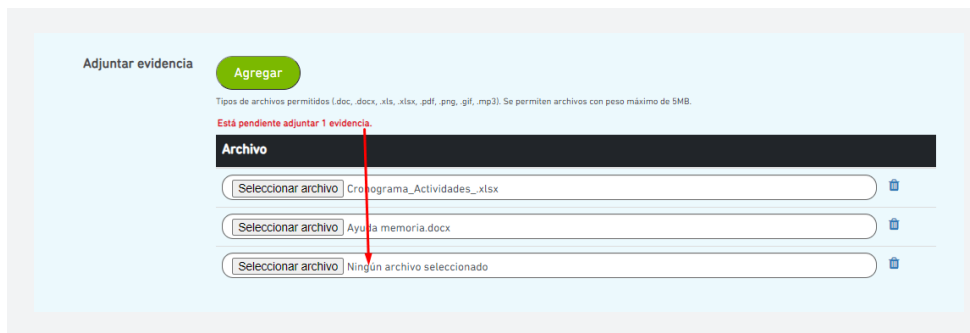 Adjuntar evidencia
Agregar
Tipos de archivos permitidos (.doc, .docx, .xls, .xlsx, .pdf, .png, .gif, .mp3). Se permiten archivos con peso máximo de 5MB.
Está pendiente adjuntar 1 evidencia.
Archivo
Seleccionar archivo Cronograma_Actividades_.xlsx
Seleccionar archivo Ayuda memoria.docx
Seleccionar archivo Ningún archivo seleccionado